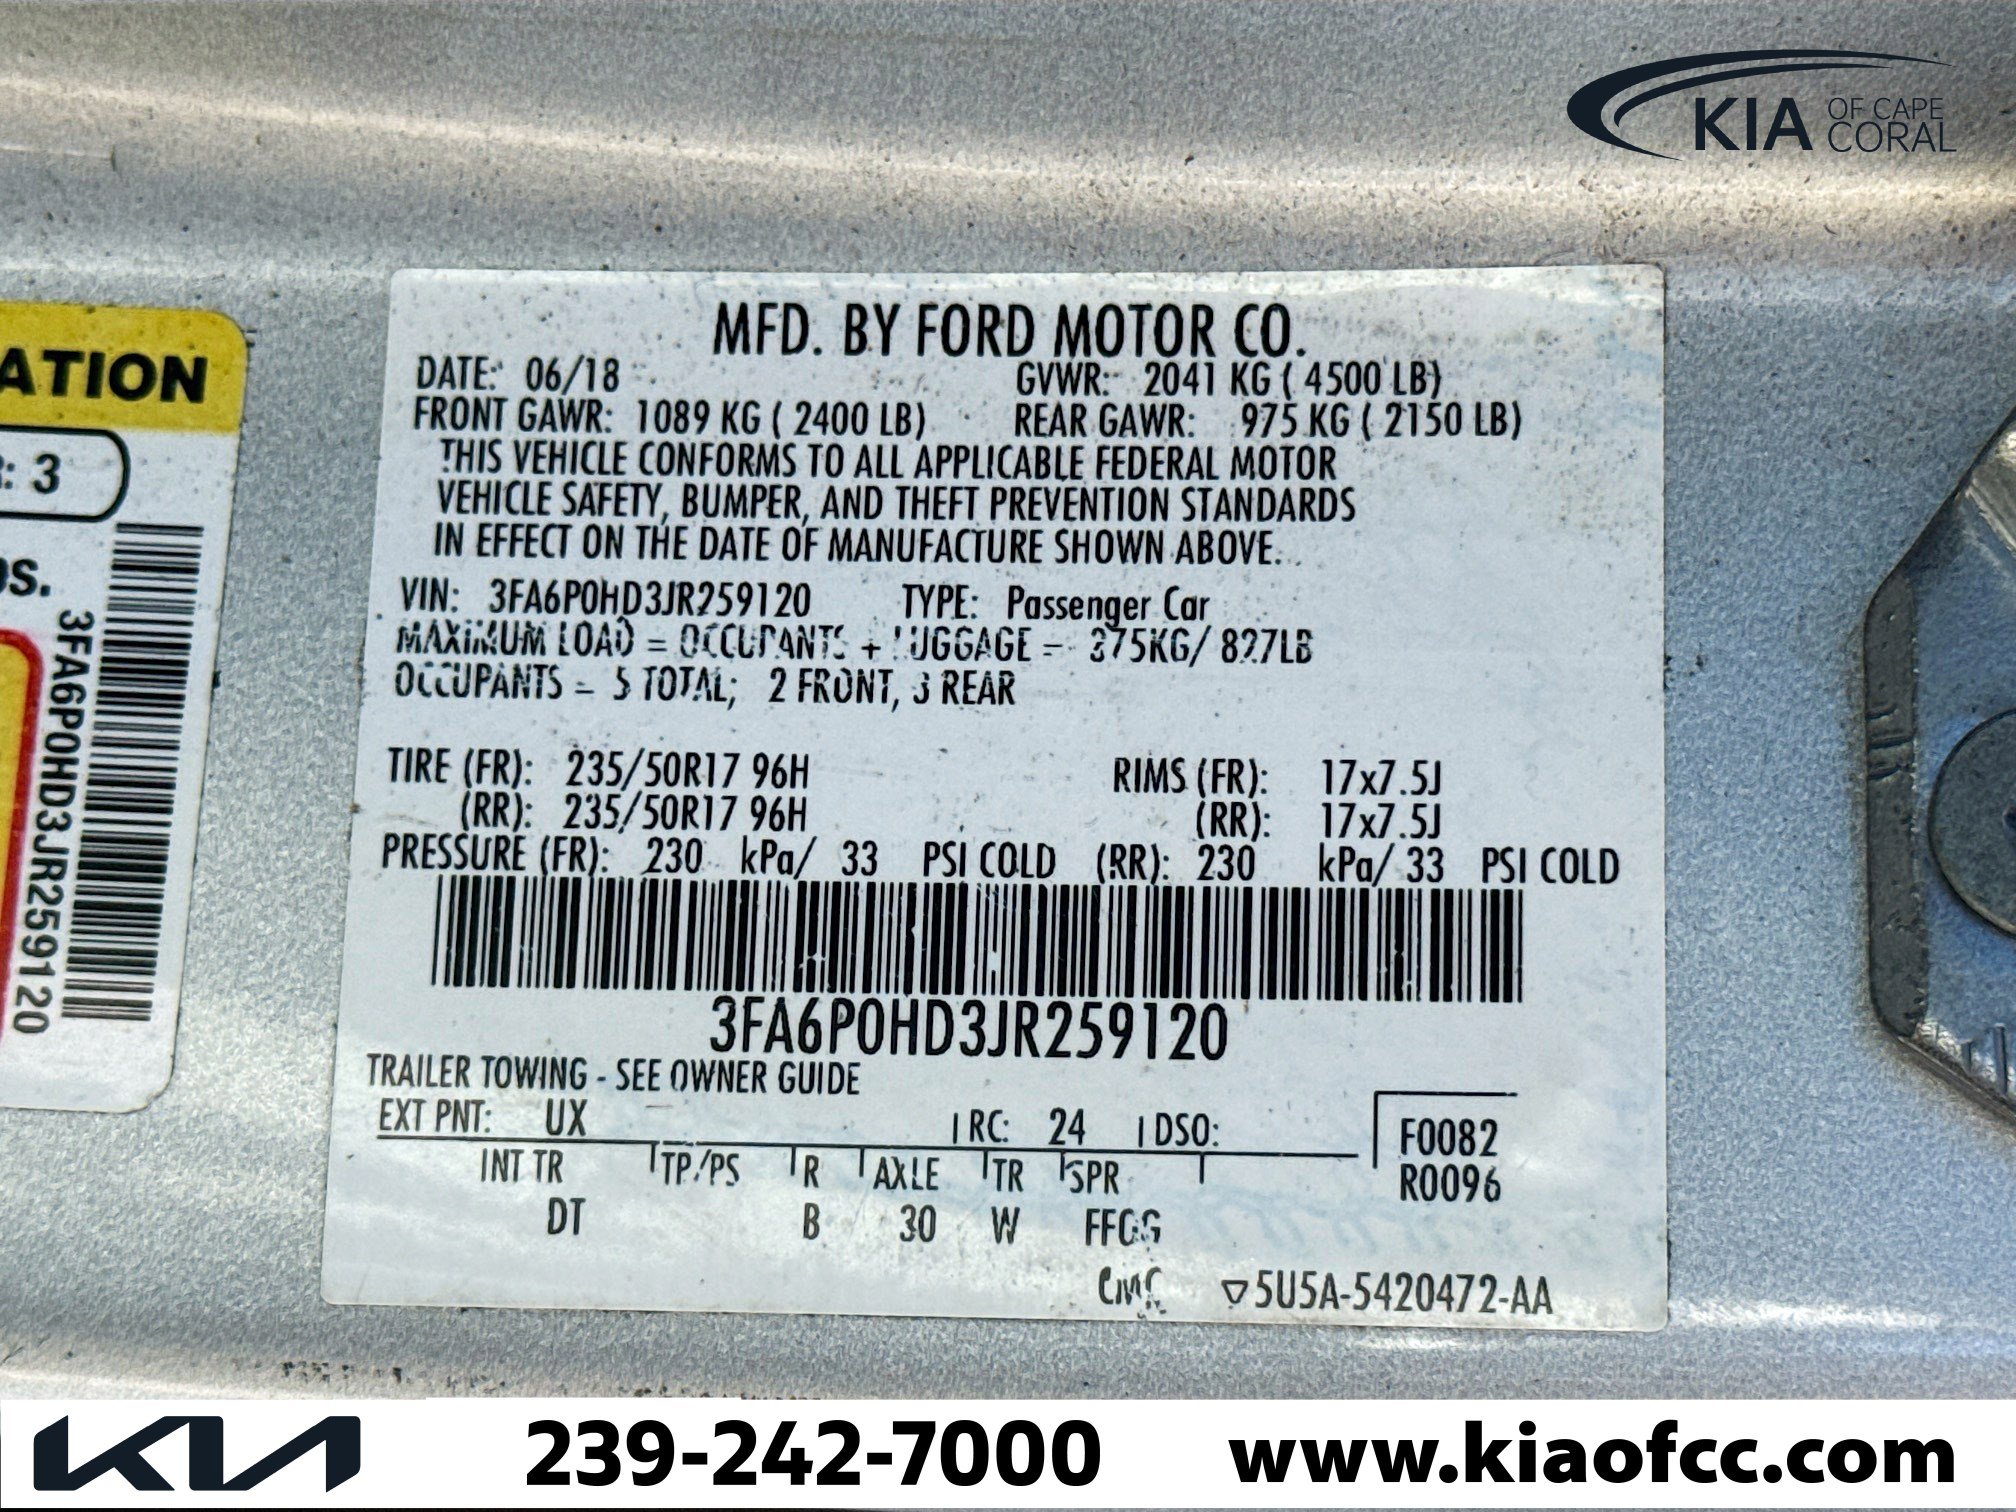 KIA OF CAPE CORAL
MFD. BY FORD MOTOR CO.
DATE: 06/18 GVWR: 2041 KG ( 4500 LB)
FRONT GAWR: 1089 KG ( 2400 LB) REAR GAWR: 975 KG ( 2150 LB)
THIS VEHICLE CONFORMS TO ALL APPLICABLE FEDERAL MOTOR
VEHICLE SAFETY, BUMPER, AND THEFT PREVENTION STANDARDS
IN EFFECT ON THE DATE OF MANUFACTURE SHOWN ABOVE.
VIN: 3FA6P0HD3JR259120 TYPE: Passenger Car
MAXIMUM LOAD = OCCUPANTS + LUGGAGE = 375KG/ 827LB
OCCUPANTS = 5 TOTAL; 2 FRONT, 3 REAR
TIRE (FR): 235/50R17 96H RIMS (FR): 17x7.5J
(RR): 235/50R17 96H (RR): 17x7.5J
PRESSURE (FR): 230 kPa/ 33 PSI COLD (RR): 230 kPa/ 33 PSI COLD
3FA6P0HD3JR259120
TRAILER TOWING - SEE OWNER GUIDE
EXT PNT: UX RC: 24 DSO: F0082
INT TR TP/PS R AXLE TR SPR R0096
DT B 30 W
5U5A-5420472-AA
ATION
: 3
3FA6P0HD3JR259120
KIA 239-242-7000 www.kiaofcc.com